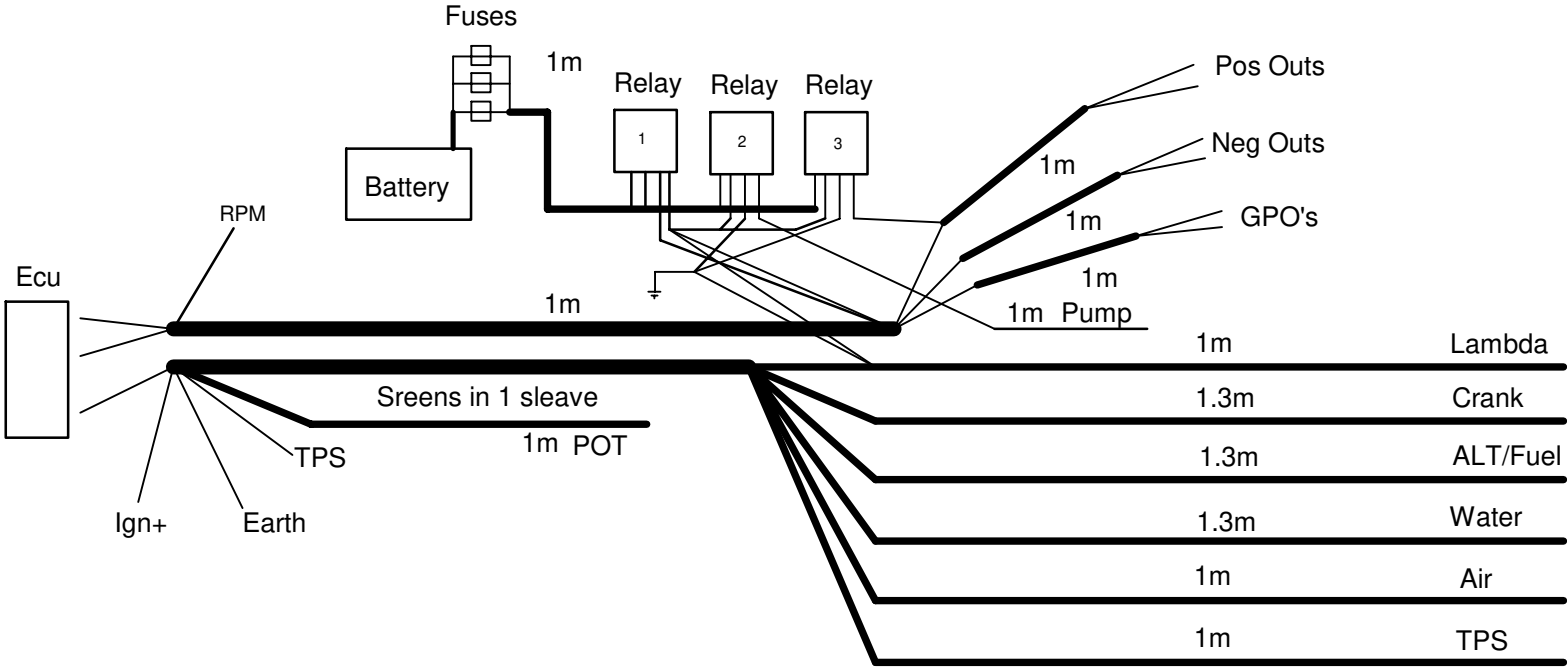 Fuses
1m
Relay
Relay
Relay
1
2
3
Battery
Pos Outs
1m
Neg Outs
1m
GPO's
1m
RPM
Ecu
1m
1m Pump
1m Lambda
Sreens in 1 sleave
1.3m Crank
1m POT
TPS
1.3m ALT/Fuel
Ign+
Earth
1.3m Water
1m Air
1m TPS